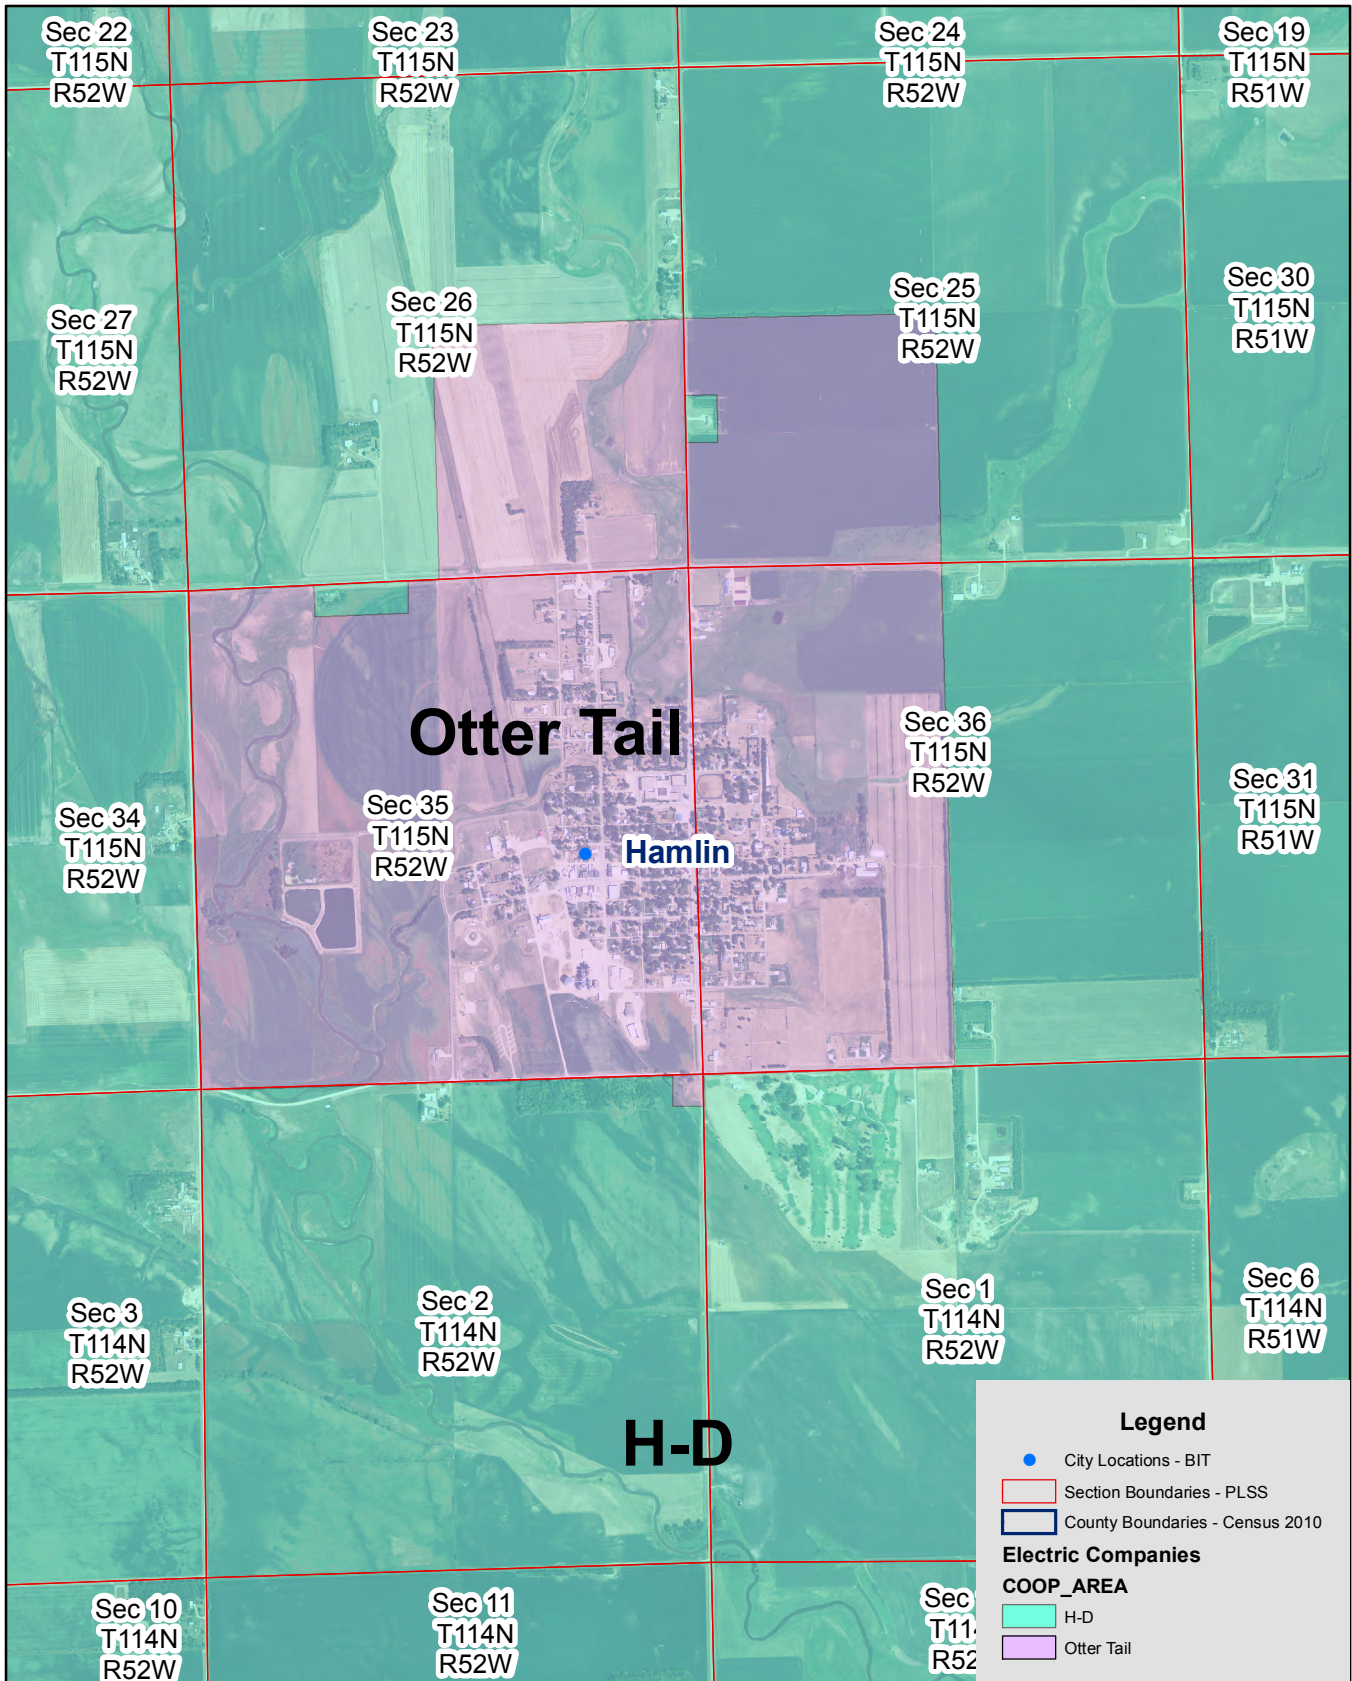 Sec 22
T115N
R52W
Sec 23
T115N
R52W
Sec 24
T115N
R52W
Sec 19
T115N
R51W
Sec 27
T115N
R52W
Sec 26
T115N
R52W
Sec 25
T115N
R52W
Sec 30
T115N
R51W
Otter Tail
Sec 34
T115N
R52W
Sec 35
T115N
R52W
Hamlin
Sec 36
T115N
R52W
Sec 31
T115N
R51W
Sec 3
T114N
R52W
Sec 2
T114N
R52W
Sec 1
T114N
R52W
Sec 6
T114N
R51W
H-D
Sec 10
T114N
R52W
Sec 11
T114N
R52W
Sec
Legend
City Locations - BIT
Section Boundaries - PLSS
County Boundaries - Census 2010
Electric Companies
COOP_AREA
H-D
Otter Tail